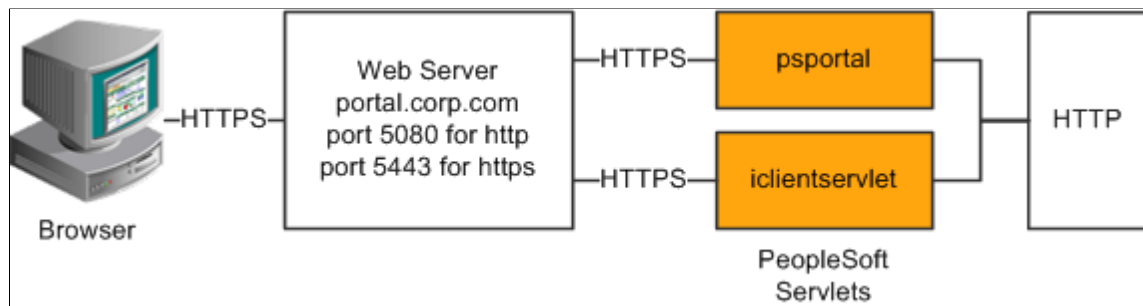 Browser
HTTPS
Web Server
portal.corp.com
port 5080 for http
port 5443 for https
HTTPS
psportal
HTTPS
iclientservlet
PeopleSoft
Servlets
HTTP